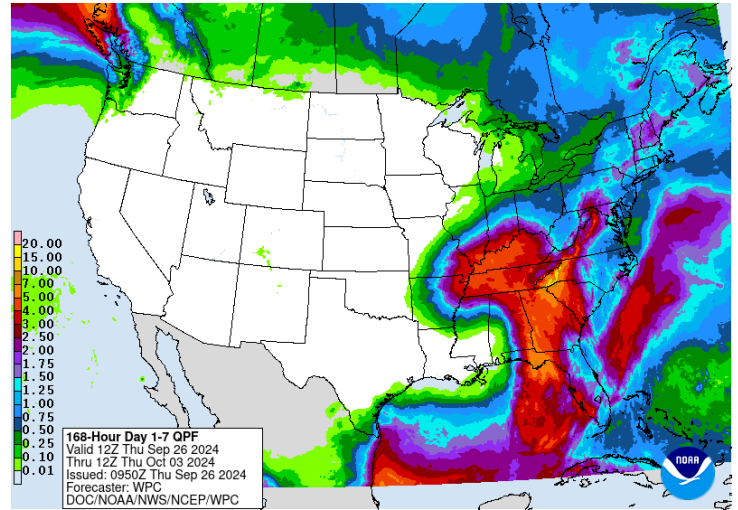 20.00
15.00
10.00
7.00
5.00
4.00
3.00
2.50
2.00
1.75
1.50
1.25
1.00
0.75
0.50
0.25
0.10
0.01
168-Hour Day 1-7 QPF
Valid 12Z Thu Sep 26 2024
Thru 12Z Thu Oct 03 2024
Issued: 0950Z Thu Sep 26 2024
Forecaster: WPC
DOC/NOAA/NWS/NCEP/WPC
NOAA